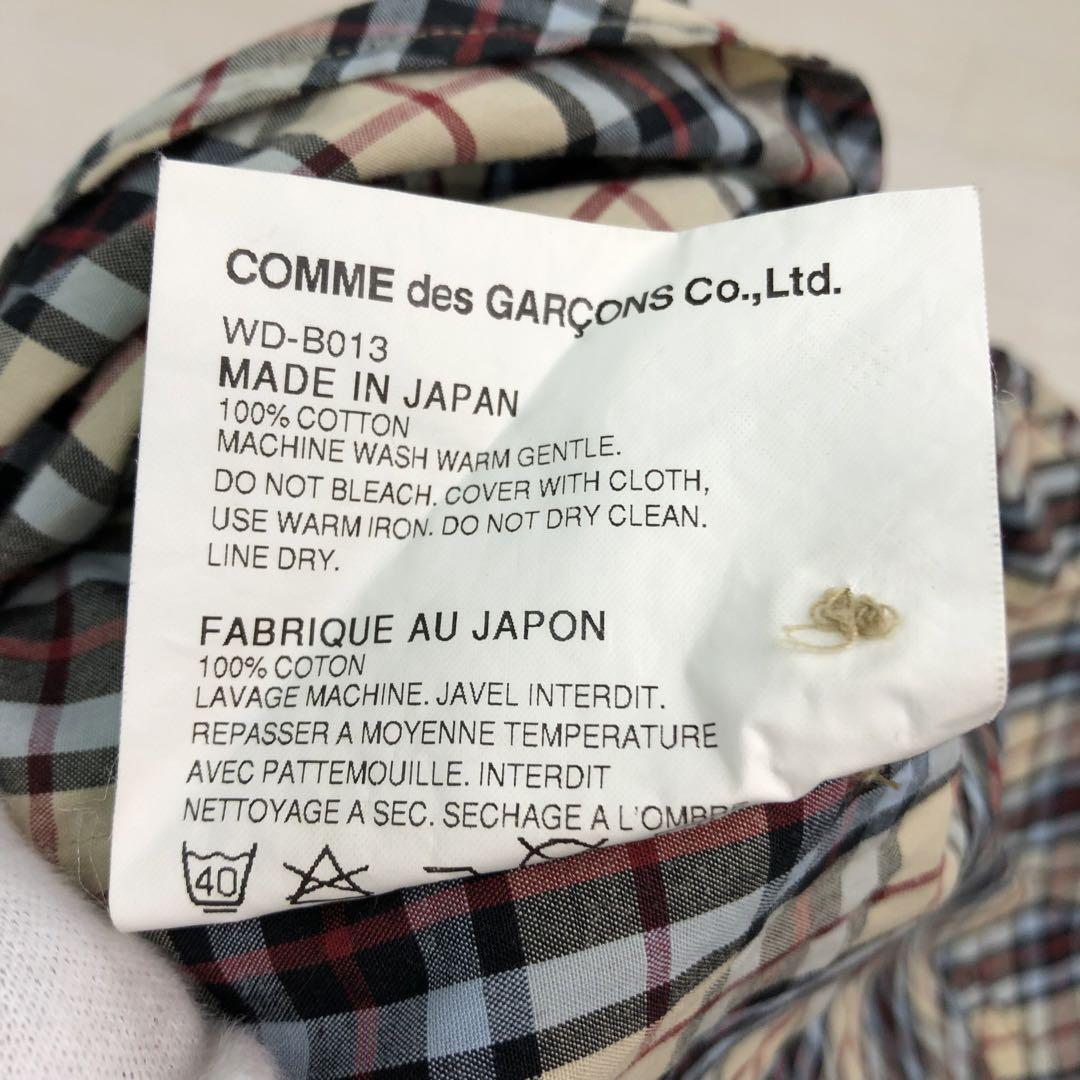 COMME des GARÇONS Co.,Ltd.
WD-B013
MADE IN JAPAN
100% COTTON
MACHINE WASH WARM GENTLE.
DO NOT BLEACH. COVER WITH CLOTH,
USE WARM IRON. DO NOT DRY CLEAN.
LINE DRY.
FABRIQUE AU JAPON
100% COTON
LAVAGE MACHINE. JAVEL INTERDIT.
REPASSER A MOYENNE TEMPERATURE
AVEC PATTEMOUILLE. INTERDIT
NETTOYAGE A SEC. SECHAGE A L'OMBRE
40